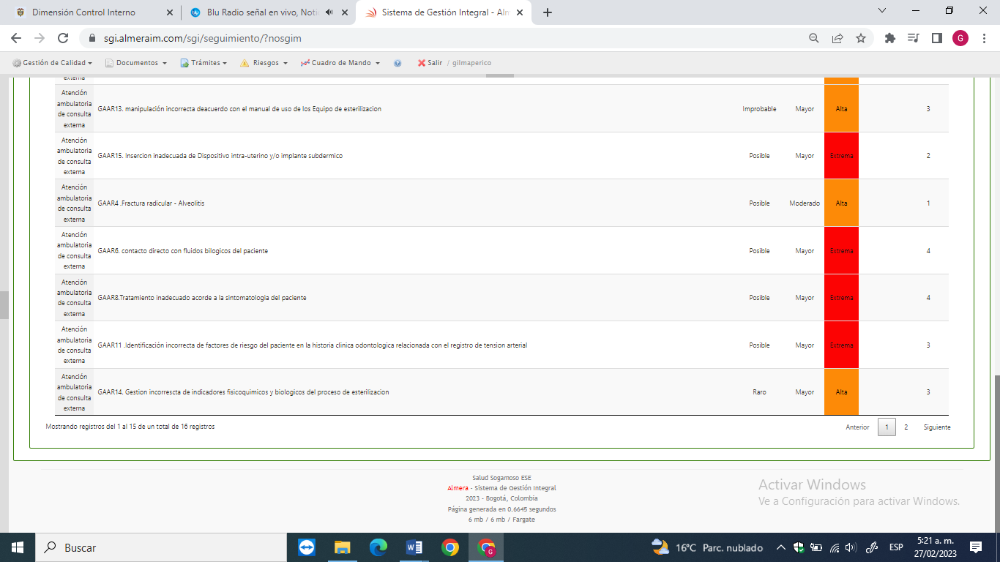 Dimensión Control Interno
Blu Radio señal en vivo, Notic
Sistema de Gestión Integral - Alm
sgi.almeraim.com/sgi/seguimiento/?nosgim
G
Gestión de Calidad
Documentos
Trámites
Riesgos
Cuadro de Mando
Salir / gilmaperico
externa
Atención
ambulatoria
de consulta
externa
GAAR13. manipulación incorrecta deacuerdo con el manual de uso de los Equipo de esterilizacion
Improbable
Mayor
Alta
3
Atención
ambulatoria
de consulta
externa
GAAR15. Insercion inadecuada de Dispositivo intra-uterino y/o implante subdermico
Posible
Mayor
Extrema
2
Atención
ambulatoria
de consulta
externa
GAAR4 .Fractura radicular - Alveolitis
Posible
Moderado
Alta
1
Atención
ambulatoria
de consulta
externa
GAAR6. contacto directo con fluidos bilogicos del paciente
Posible
Mayor
Extrema
4
Atención
ambulatoria
de consulta
externa
GAAR8.Tratamiento inadecuado acorde a la sintomatologia del paciente
Posible
Mayor
Extrema
4
Atención
ambulatoria
de consulta
externa
GAAR11 .Identificación incorrecta de factores de riesgo del paciente en la historia clinica odontologica relacionada con el registro de tension arterial
Posible
Mayor
Extrema
3
Atención
ambulatoria
de consulta
externa
GAAR14. Gestion incorrescta de indicadores fisicoquimicos y biologicos del proceso de esterilizacion
Raro
Mayor
Alta
3
Mostrando registros del 1 al 15 de un total de 16 registros
Anterior 1 2 Siguiente
Salud Sogamoso ESE
Almera - Sistema de Gestión Integral
2023 - Bogotá, Colombia
Página generada en 0.6645 segundos
6 mb / 6 mb / Fargate
Activar Windows
Ve a Configuración para activar Windows.
Buscar
16°C Parc. nublado
ESP
5:21 a. m.
27/02/2023